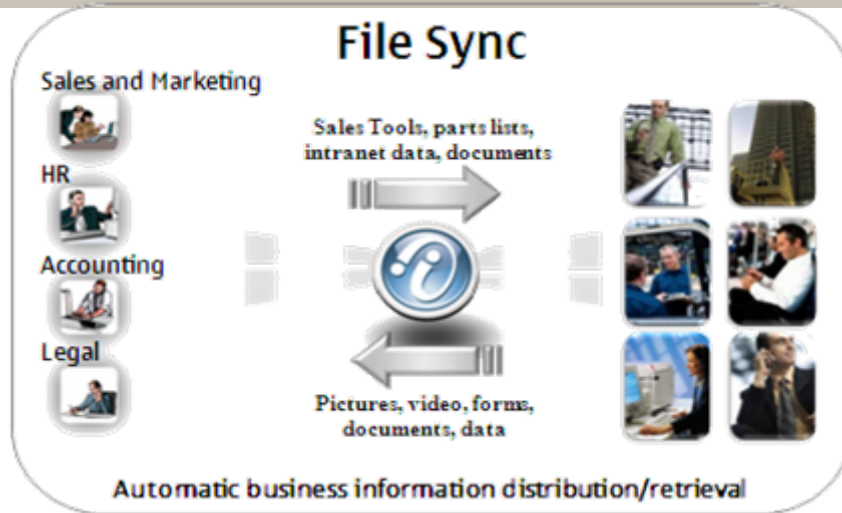 File Sync
Sales and Marketing
Sales Tools, parts lists,
intranet data, documents
HR
Accounting
Legal
Pictures, video, forms,
documents, data
Automatic business information distribution/retrieval